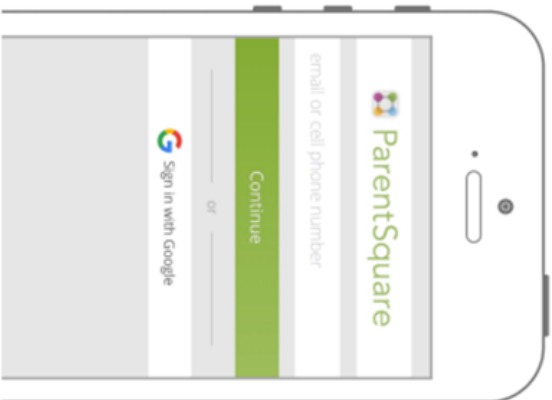 ParentSquare
email or cell phone number
Continue
or
Sign in with Google